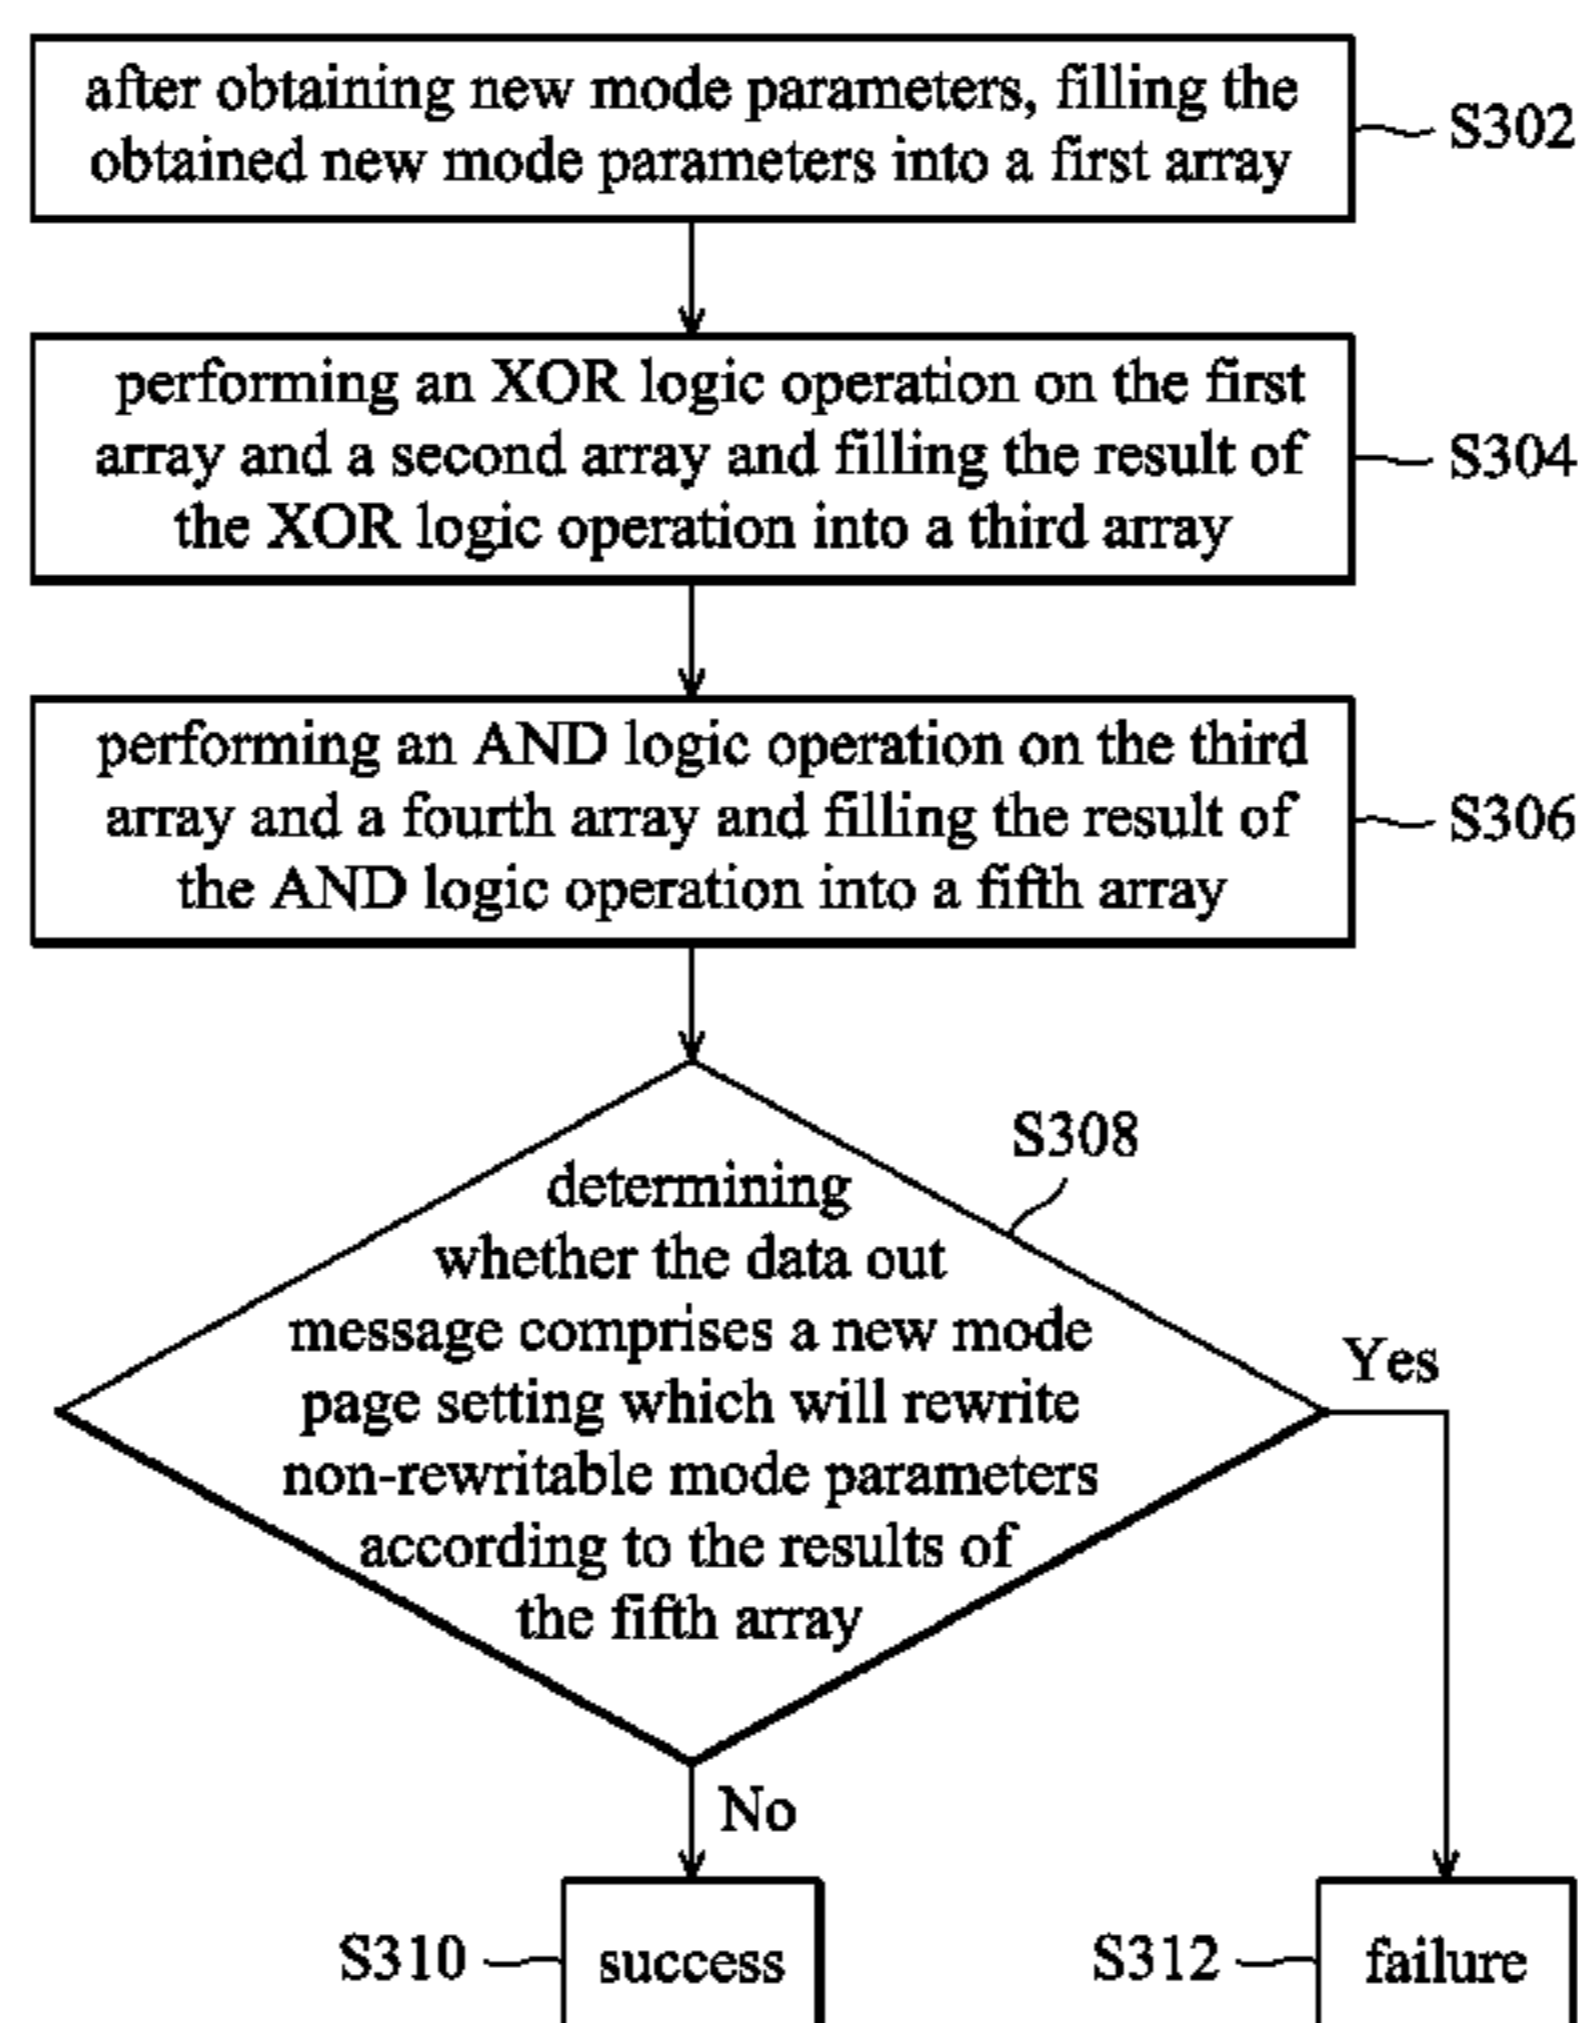 after obtaining new mode parameters, filling the
obtained new mode parameters into a first array
S302
performing an XOR logic operation on the first
array and a second array and filling the result of
the XOR logic operation into a third array
S304
performing an AND logic operation on the third
array and a fourth array and filling the result of
the AND logic operation into a fifth array
S306
S308
determining
whether the data out
message comprises a new mode
page setting which will rewrite
non-rewritable mode parameters
according to the results of
the fifth array
Yes
No
S310
success
S312
failure